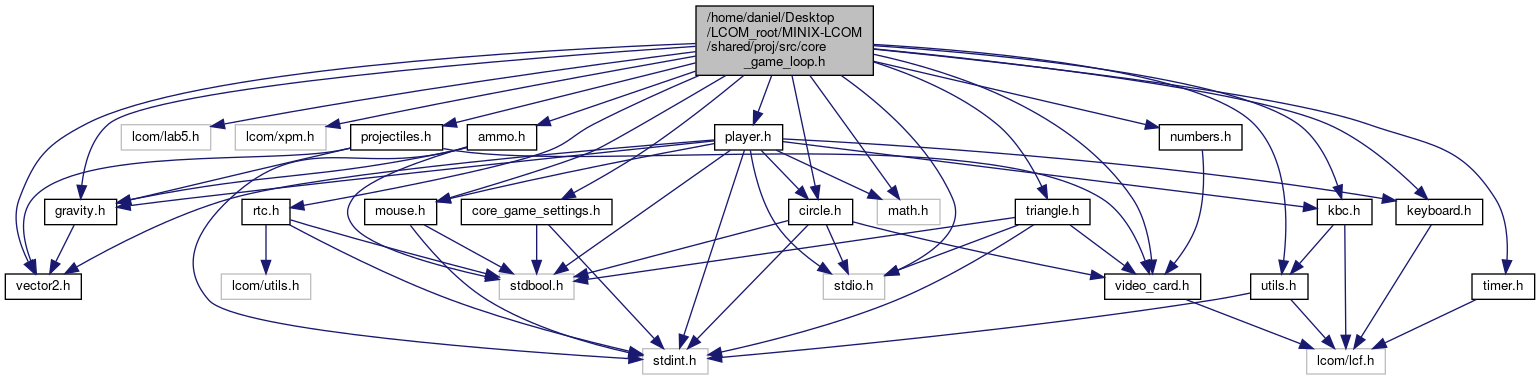 /home/daniel/Desktop
/LCOM_root/MINIX-LCOM
/shared/proj/src/core
_game_loop.h
lcom/lab5.h
lcom/xpm.h
projectiles.h
ammo.h
player.h
numbers.h
gravity.h
rtc.h
mouse.h
core_game_settings.h
circle.h
math.h
triangle.h
kbc.h
keyboard.h
vector2.h
lcom/utils.h
stdbool.h
stdio.h
video_card.h
utils.h
timer.h
stdint.h
lcom/lcf.h